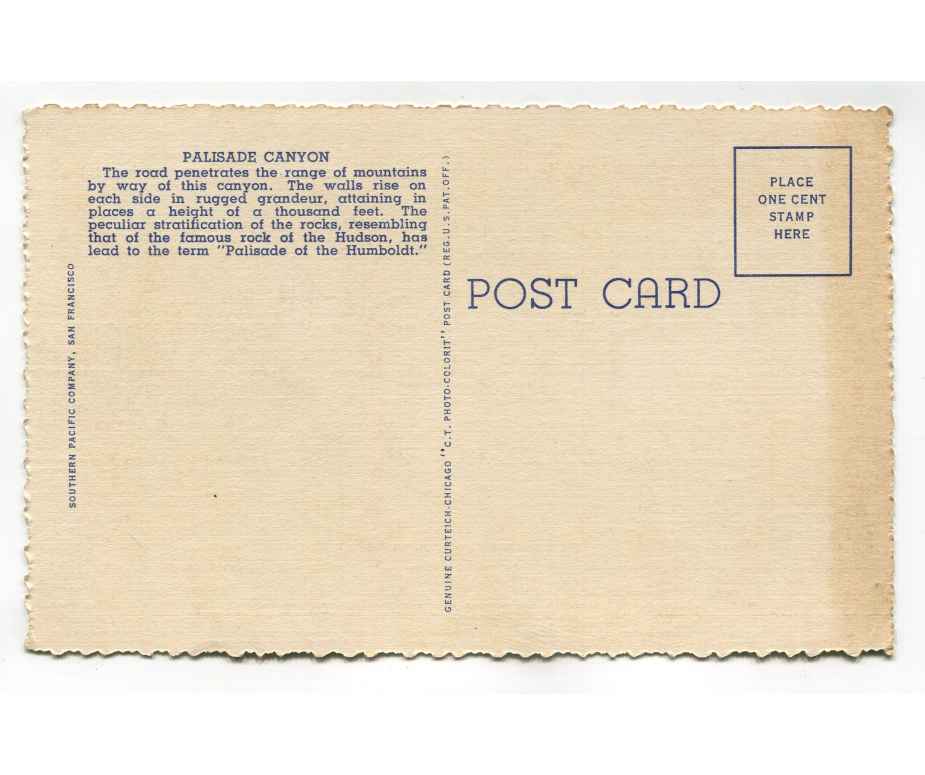 PALISADE CANYON
The road penetrates the range of mountains
by way of this canyon. The walls rise on
each side in rugged grandeur, attaining in
places a height of a thousand feet. The
peculiar stratification of the rocks, resembling
that of the famous rock of the Hudson, has
lead to the term "Palisade of the Humboldt."
SOUTHERN PACIFIC COMPANY, SAN FRANCISCO
GENUINE CURTEICH-CHICAGO "C.T. PHOTO-COLORIT" POST CARD (REG. U.S. PAT. OFF.)
POST CARD
PLACE
ONE CENT
STAMP
HERE